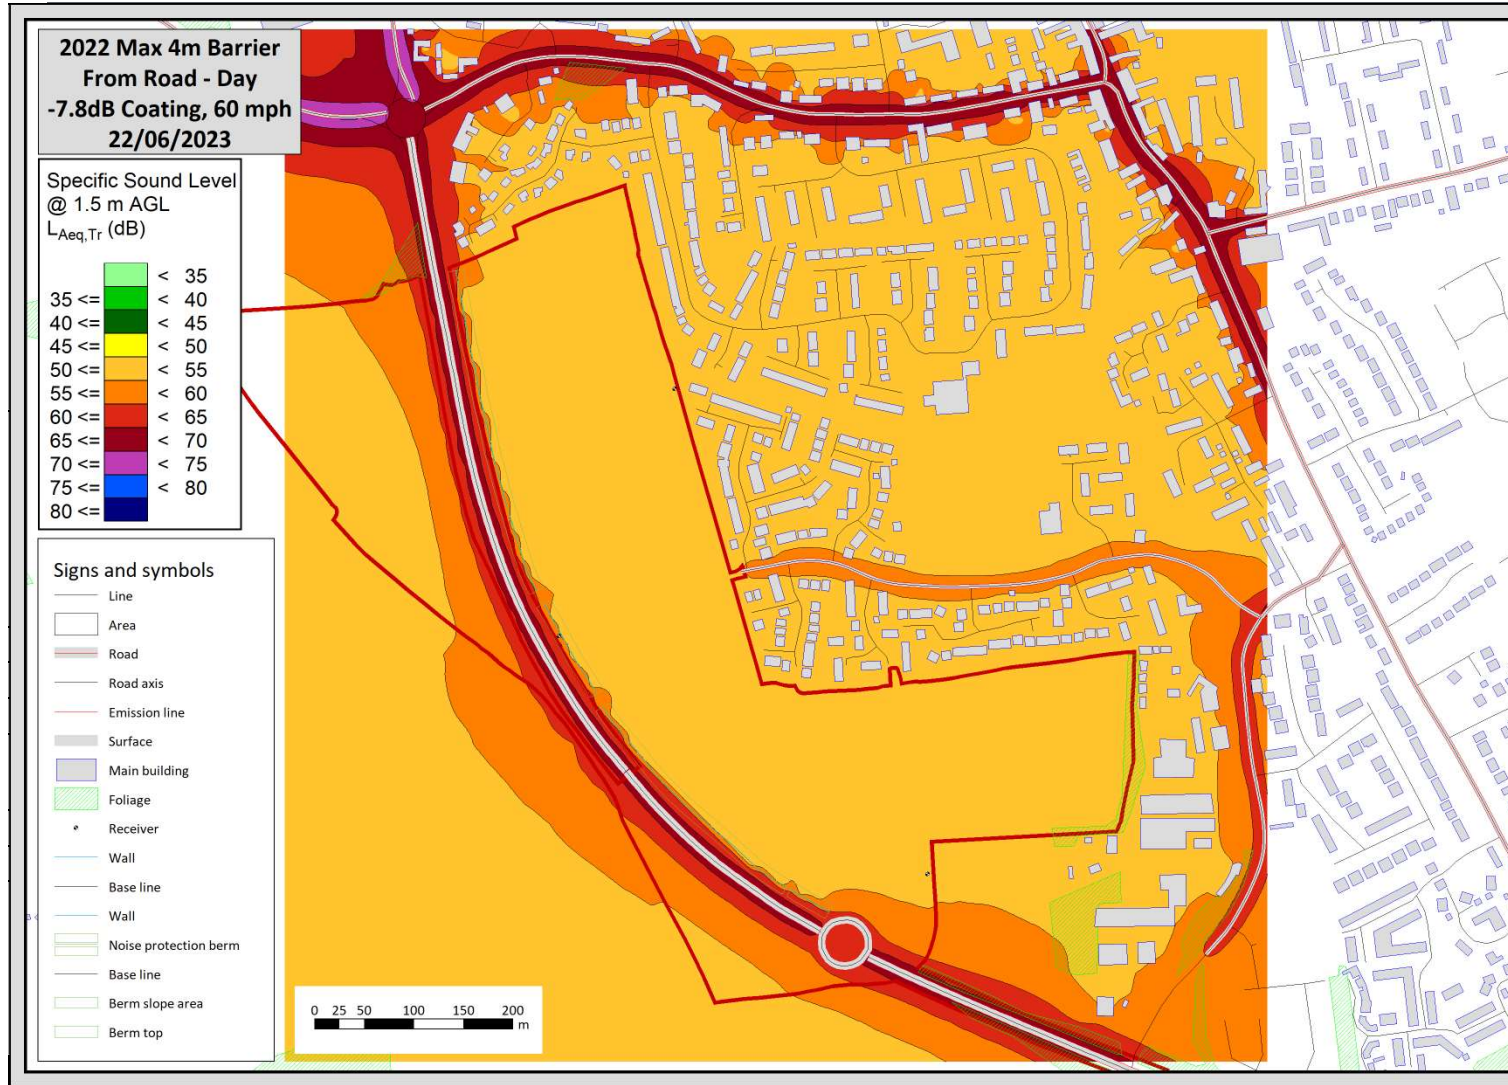 2022 Max 4m Barrier
From Road - Day
-7.8dB Coating, 60 mph
22/06/2023
Specific Sound Level
@ 1.5 m AGL
LAeq,Tr (dB)
< 35
35 <= < 40
40 <= < 45
45 <= < 50
50 <= < 55
55 <= < 60
60 <= < 65
65 <= < 70
70 <= < 75
75 <= < 80
80 <=
Signs and symbols
Line
Area
Road
Road axis
Emission line
Surface
Main building
Foliage
Receiver
Wall
Base line
Wall
Noise protection berm
Base line
Berm slope area
Berm top
0 25 50 100 150 200
m